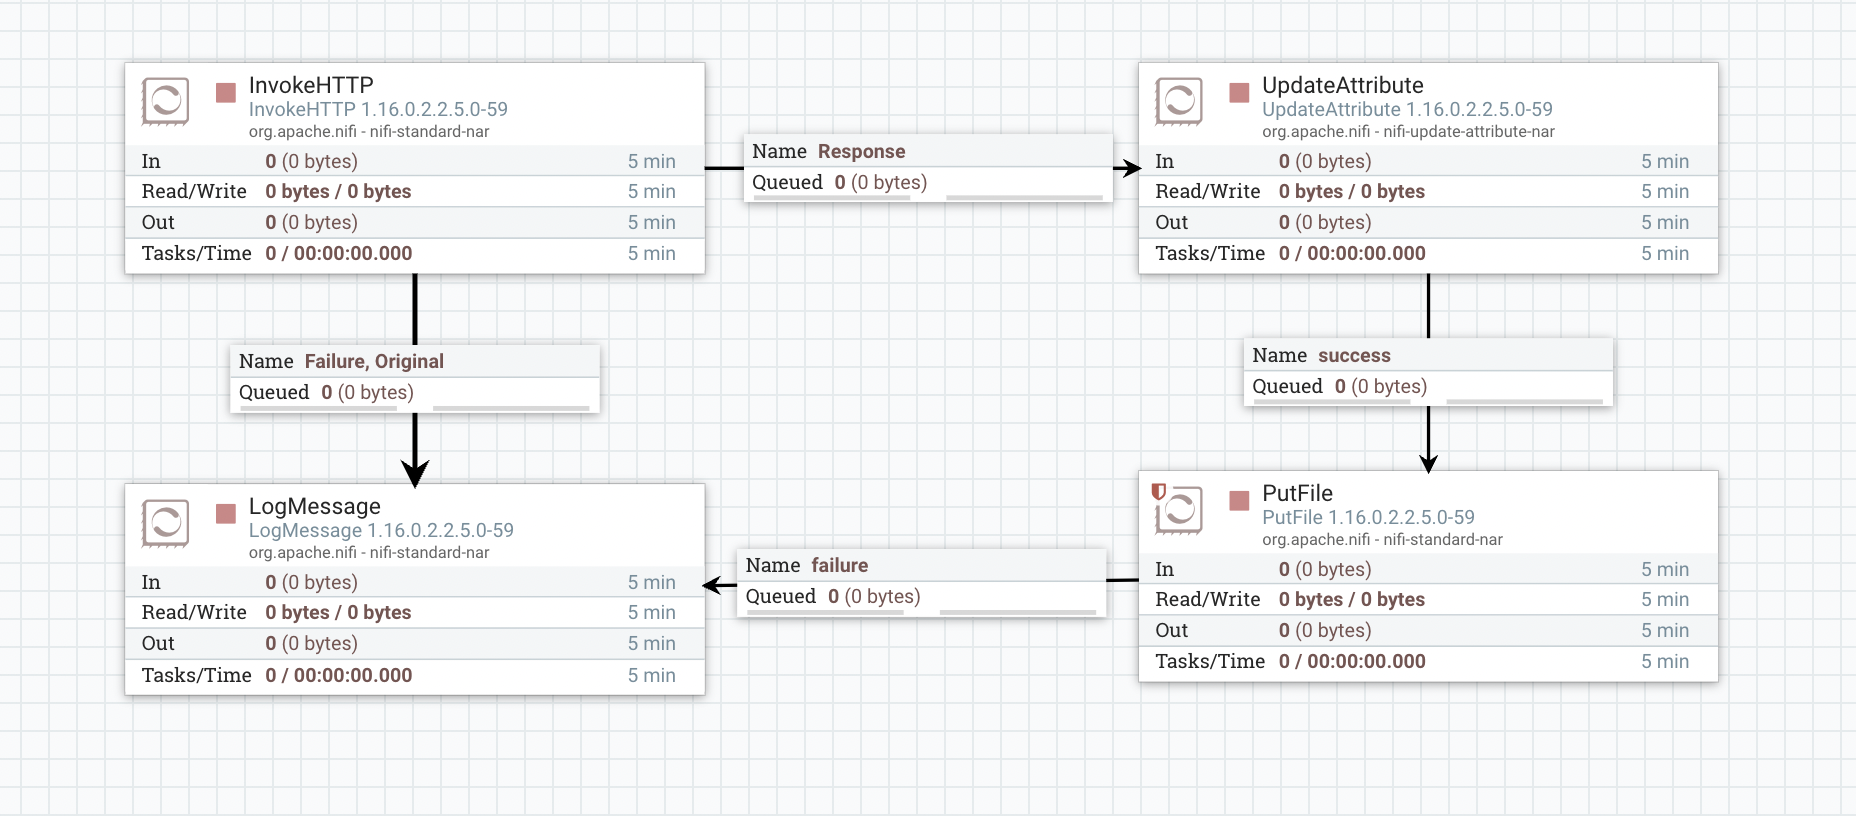 InvokeHTTP
InvokeHTTP 1.16.0.2.2.5.0-59
org.apache.nifi - nifi-standard-nar
In 0 (0 bytes) 5 min
Read/Write 0 bytes / 0 bytes 5 min
Out 0 (0 bytes) 5 min
Tasks/Time 0 / 00:00:00.000 5 min
Name Response
Queued 0 (0 bytes)
UpdateAttribute
UpdateAttribute 1.16.0.2.2.5.0-59
org.apache.nifi - nifi-update-attribute-nar
In 0 (0 bytes) 5 min
Read/Write 0 bytes / 0 bytes 5 min
Out 0 (0 bytes) 5 min
Tasks/Time 0 / 00:00:00.000 5 min
Name Failure, Original
Queued 0 (0 bytes)
Name success
Queued 0 (0 bytes)
LogMessage
LogMessage 1.16.0.2.2.5.0-59
org.apache.nifi - nifi-standard-nar
In 0 (0 bytes) 5 min
Read/Write 0 bytes / 0 bytes 5 min
Out 0 (0 bytes) 5 min
Tasks/Time 0 / 00:00:00.000 5 min
Name failure
Queued 0 (0 bytes)
PutFile
PutFile 1.16.0.2.2.5.0-59
org.apache.nifi - nifi-standard-nar
In 0 (0 bytes) 5 min
Read/Write 0 bytes / 0 bytes 5 min
Out 0 (0 bytes) 5 min
Tasks/Time 0 / 00:00:00.000 5 min